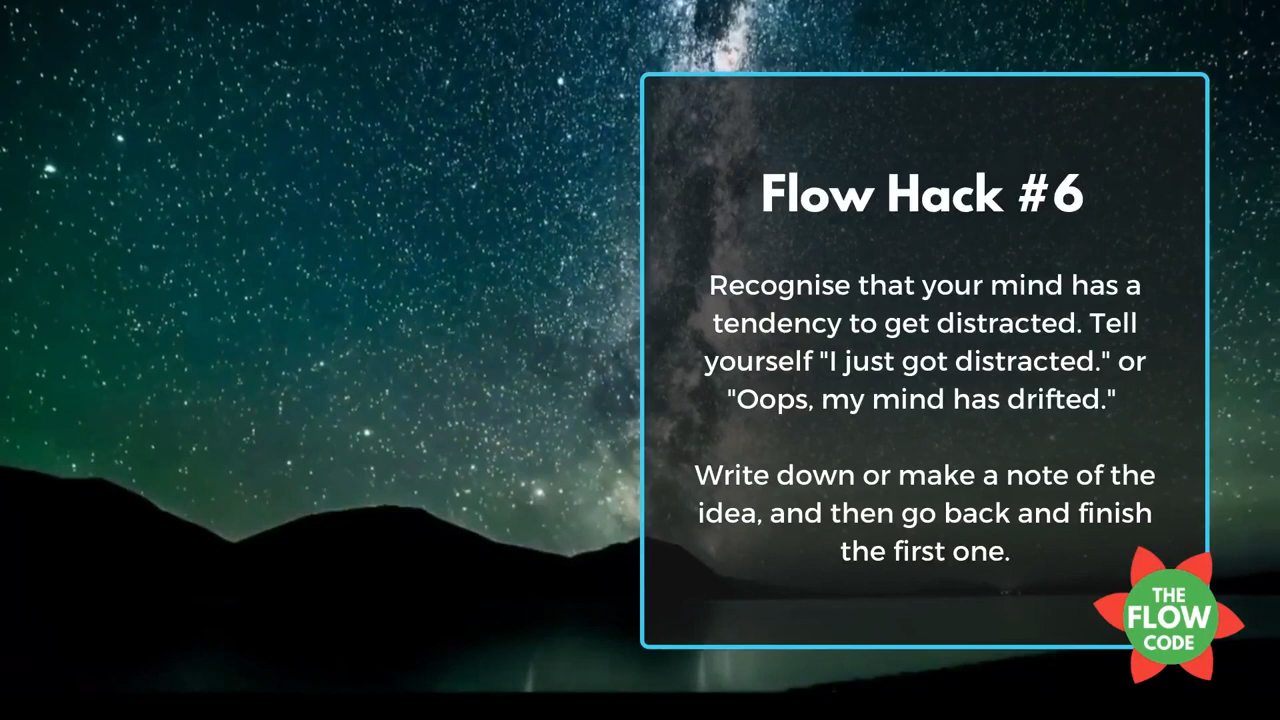 Flow Hack #6
Recognise that your mind has a
tendency to get distracted. Tell
yourself "I just got distracted." or
"Oops, my mind has drifted."
Write down or make a note of the
idea, and then go back and finish
the first one.
THE
FLOW
CODE